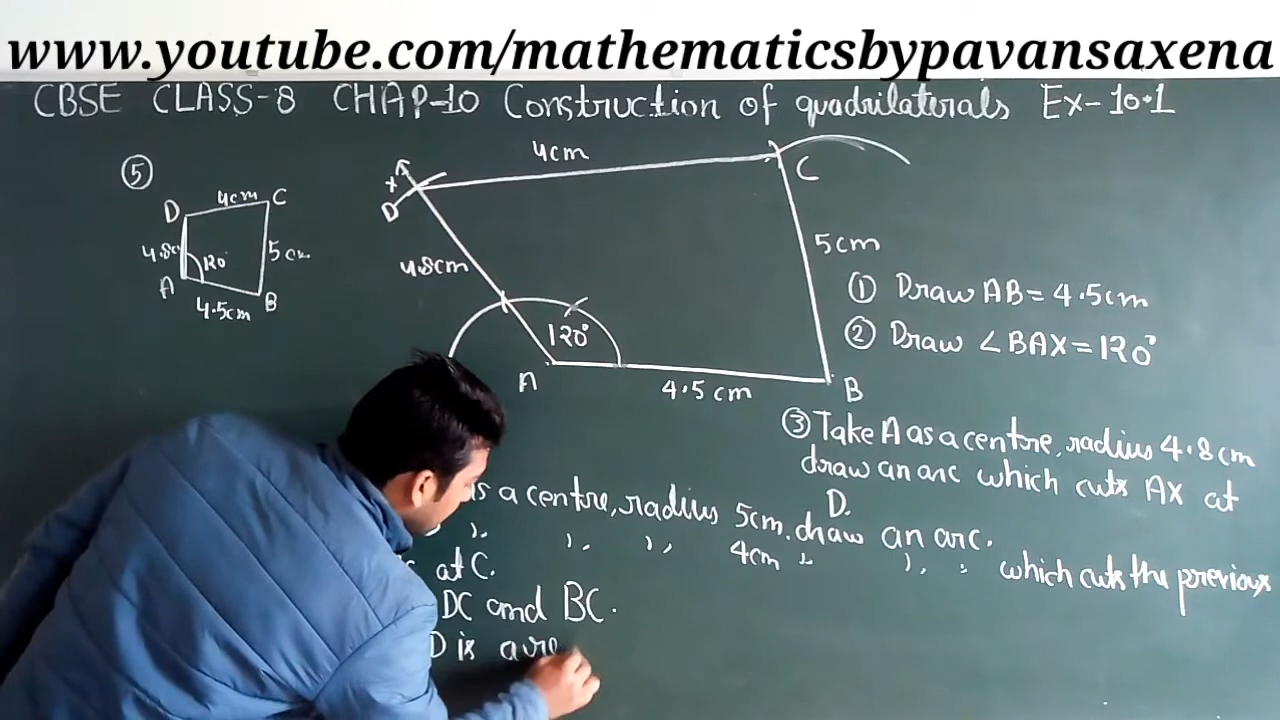 www.youtube.com/mathematicsbypavansaxena
CBSE CLASS-8 CHAP-10 Construction of quadrilaterals Ex-10.1
⑤
D 4cm C
4.8c 120° 5cm
A 4.5cm B
4cm
X
D C
4.8cm 5cm
120°
A 4.5cm B
① Draw AB = 4.5cm
② Draw ∠BAX = 120°
③ Take A as a centre, radius 4.8cm
draw an arc which cuts AX at
D.
as a centre, radius 5cm. draw an arc.
,, ,, ,, 4cm ,, ,, ,, which cuts the previous
at C.
DC and BC.
D is a re